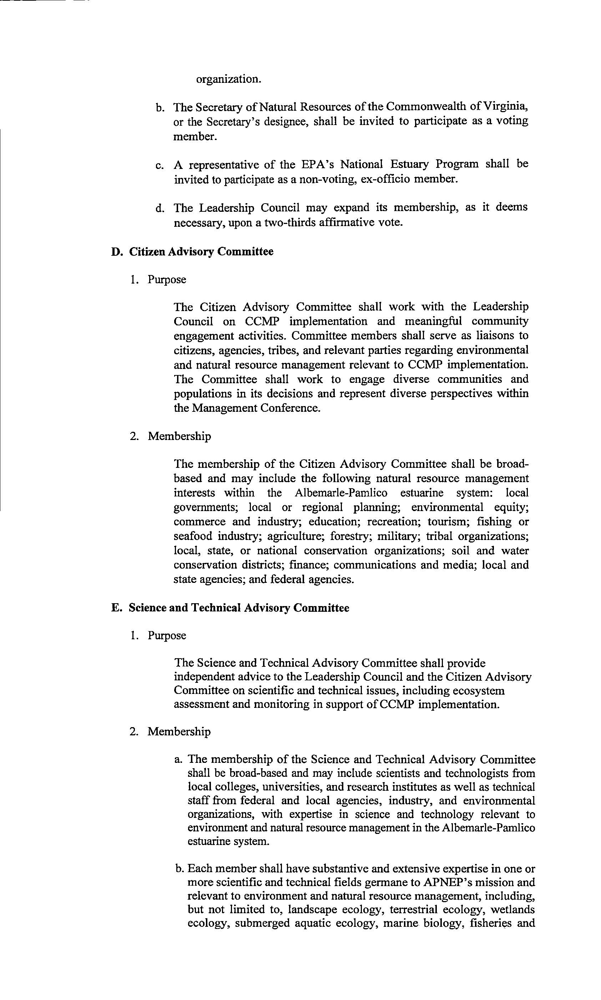 organization.
b. The Secretary of Natural Resources of the Commonwealth of Virginia,
or the Secretary's designee, shall be invited to participate as a voting
member.
c. A representative of the EPA's National Estuary Program shall be
invited to participate as a non-voting, ex-officio member.
d. The Leadership Council may expand its membership, as it deems
necessary, upon a two-thirds affirmative vote.
D. Citizen Advisory Committee
1. Purpose
The Citizen Advisory Committee shall work with the Leadership
Council on CCMP implementation and meaningful community
engagement activities. Committee members shall serve as liaisons to
citizens, agencies, tribes, and relevant parties regarding environmental
and natural resource management relevant to CCMP implementation.
The Committee shall work to engage diverse communities and
populations in its decisions and represent diverse perspectives within
the Management Conference.
2. Membership
The membership of the Citizen Advisory Committee shall be broad-
based and may include the following natural resource management
interests within the Albemarle-Pamlico estuarine system: local
governments; local or regional planning; environmental equity;
commerce and industry; education; recreation; tourism; fishing or
seafood industry; agriculture; forestry; military; tribal organizations;
local, state, or national conservation organizations; soil and water
conservation districts; finance; communications and media; local and
state agencies; and federal agencies.
E. Science and Technical Advisory Committee
1. Purpose
The Science and Technical Advisory Committee shall provide
independent advice to the Leadership Council and the Citizen Advisory
Committee on scientific and technical issues, including ecosystem
assessment and monitoring in support of CCMP implementation.
2. Membership
a. The membership of the Science and Technical Advisory Committee
shall be broad-based and may include scientists and technologists from
local colleges, universities, and research institutes as well as technical
staff from federal and local agencies, industry, and environmental
organizations, with expertise in science and technology relevant to
environment and natural resource management in the Albemarle-Pamlico
estuarine system.
b. Each member shall have substantive and extensive expertise in one or
more scientific and technical fields germane to APNEP's mission and
relevant to environment and natural resource management, including,
but not limited to, landscape ecology, terrestrial ecology, wetlands
ecology, submerged aquatic ecology, marine biology, fisheries and